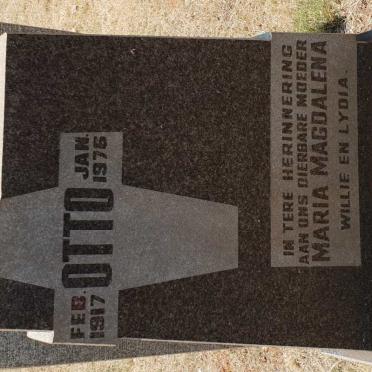 IN TERE HERINNERING
AAN ONS DIERBARE MOEDER
MARIA MAGDALENA
WILLIE EN LYDIA
FEB. OTTO JAN.
1917 1976